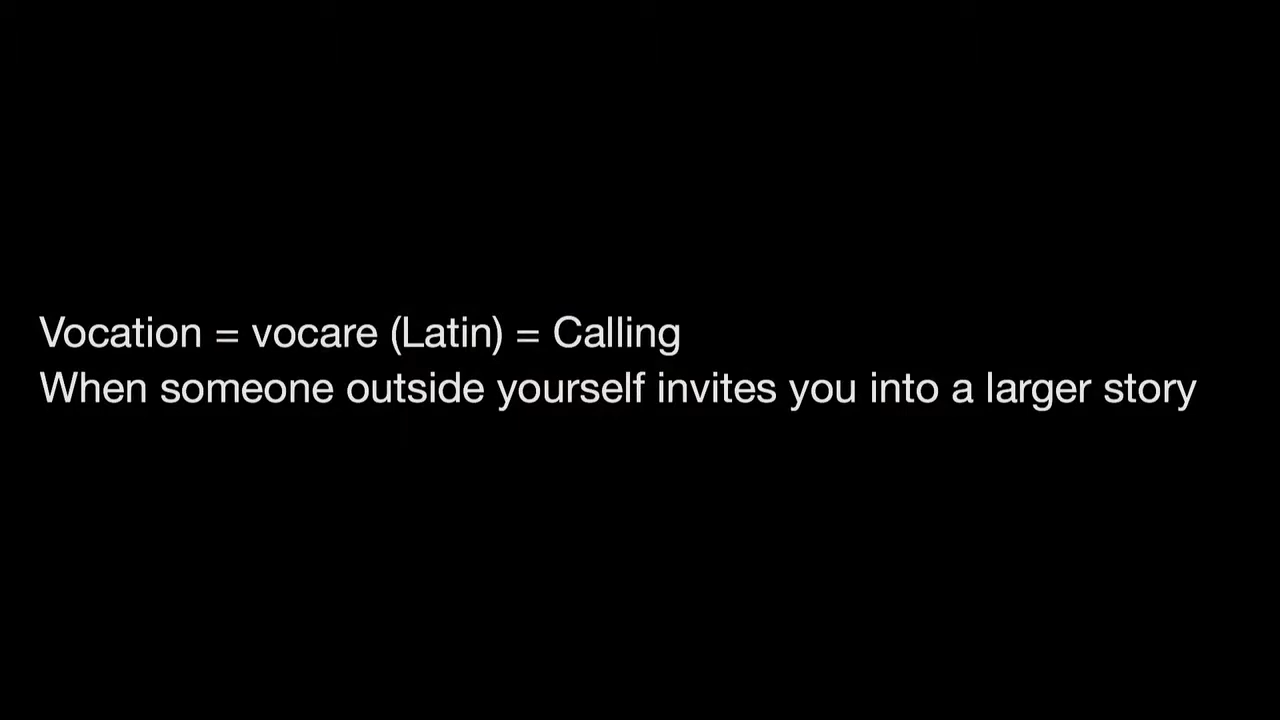 Vocation = vocare (Latin) = Calling
When someone outside yourself invites you into a larger story